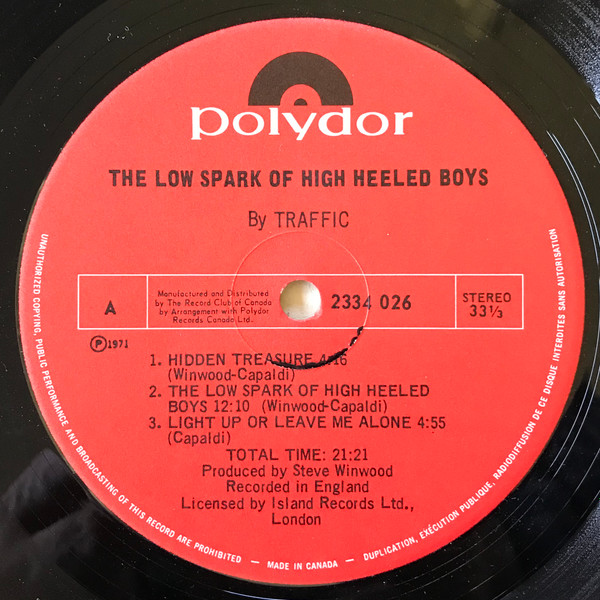 polydor
THE LOW SPARK OF HIGH HEELED BOYS
By TRAFFIC
A
Manufactured and Distributed
by The Record Club of Canada
by Arrangement with Polydor
Records Canada Ltd.
2334 026
STEREO
33 1/3
Ⓟ1971
1. HIDDEN TREASURE 4:16
(Winwood-Capaldi)
2. THE LOW SPARK OF HIGH HEELED
BOYS 12:10 (Winwood-Capaldi)
3. LIGHT UP OR LEAVE ME ALONE 4:55
(Capaldi)
TOTAL TIME: 21:21
Produced by Steve Winwood
Recorded in England
Licensed by Island Records Ltd.,
London
UNAUTHORIZED COPYING, PUBLIC PERFORMANCE AND BROADCASTING OF THIS RECORD ARE PROHIBITED — MADE IN CANADA — DUPLICATION, EXÉCUTION PUBLIQUE, RADIODIFFUSION DE CE DISQUE INTERDITES SANS AUTORISATION